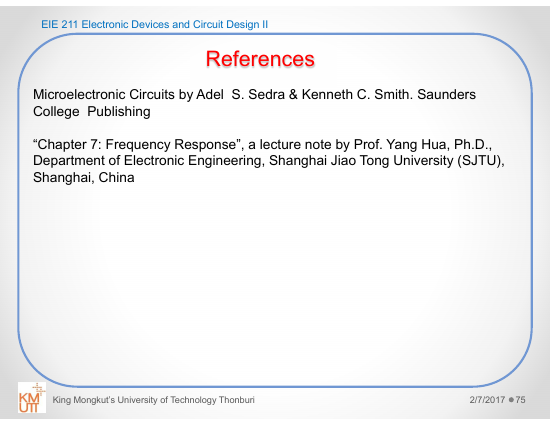 EIE 211 Electronic Devices and Circuit Design II
References
Microelectronic Circuits by Adel  S. Sedra & Kenneth C. Smith. Saunders
College  Publishing
“Chapter 7: Frequency Response”, a lecture note by Prof. Yang Hua, Ph.D.,
Department of Electronic Engineering, Shanghai Jiao Tong University (SJTU),
Shanghai, China
KM
UTT
King Mongkut’s University of Technology Thonburi
2/7/2017 ● 75